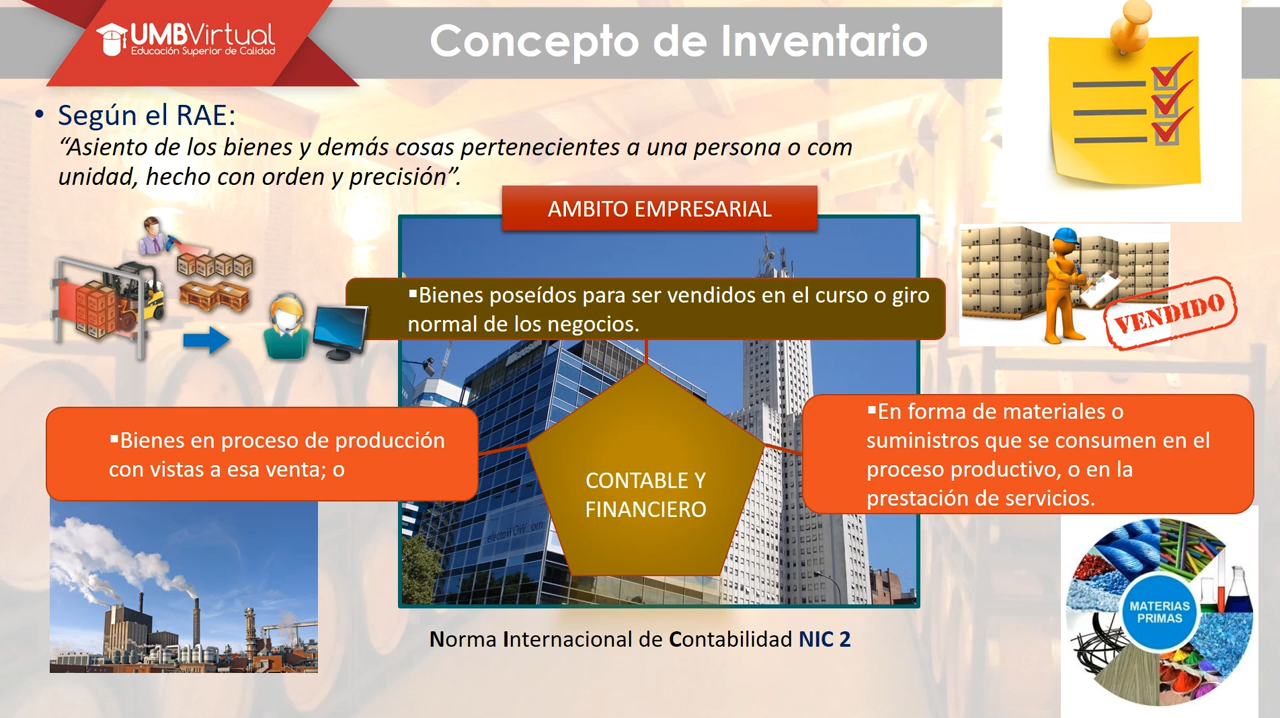 UMBVirtual
Educación Superior de Calidad
Concepto de Inventario
• Según el RAE:
“Asiento de los bienes y demás cosas pertenecientes a una persona o com
unidad, hecho con orden y precisión”.
AMBITO EMPRESARIAL
▪Bienes poseídos para ser vendidos en el curso o giro
normal de los negocios.
VENDIDO
▪Bienes en proceso de producción
con vistas a esa venta; o
▪En forma de materiales o
suministros que se consumen en el
proceso productivo, o en la
prestación de servicios.
CONTABLE Y
FINANCIERO
MATERIAS
PRIMAS
Norma Internacional de Contabilidad NIC 2